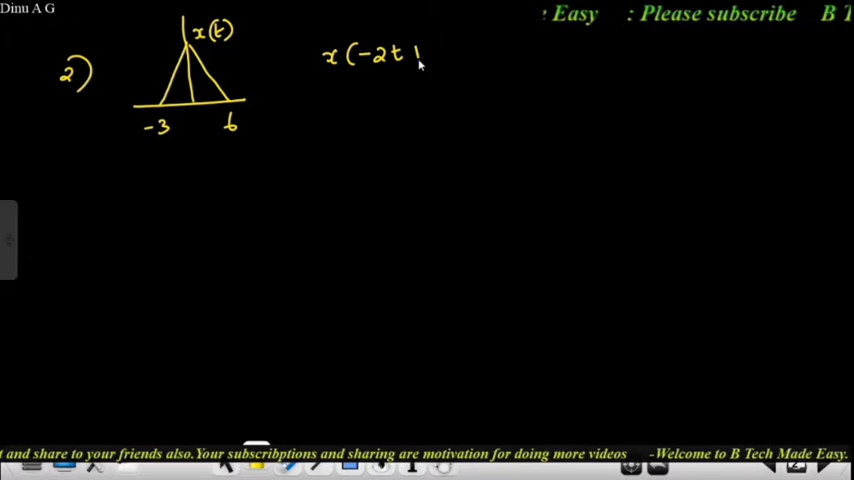 Dinu A G
: Easy : Please subscribe B T
2)
x(t)
x(-2t
-3 6
t and share to your friends also.Your subscribptions and sharing are motivation for doing more videos -Welcome to B Tech Made Easy.